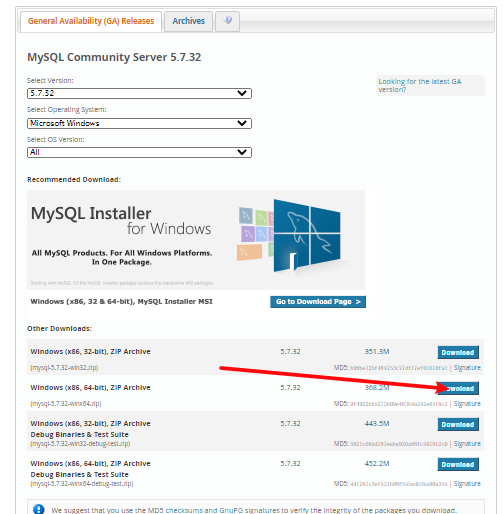 General Availability (GA) Releases
Archives
MySQL Community Server 5.7.32
Select Version:
5.7.32
Looking for the latest GA version?
Select Operating System:
Microsoft Windows
Select OS Version:
All
Recommended Download:
MySQL Installer
for Windows
All MySQL Products. For All Windows Platforms.
In One Package.
Starting with MySQL 5.6 the MySQL Installer package replaces the standalone MSI packages.
Windows (x86, 32 & 64-bit), MySQL Installer MSI
Go to Download Page >
Other Downloads:
Windows (x86, 32-bit), ZIP Archive 5.7.32 351.3M Download
(mysql-5.7.32-win32.zip) MD5: | Signature
Windows (x86, 64-bit), ZIP Archive 5.7.32 368.2M Download
(mysql-5.7.32-winx64.zip) MD5: | Signature
Windows (x86, 32-bit), ZIP Archive 5.7.32 443.5M Download
Debug Binaries & Test Suite
(mysql-5.7.32-win32-debug-test.zip) MD5: | Signature
Windows (x86, 64-bit), ZIP Archive 5.7.32 452.2M Download
Debug Binaries & Test Suite
(mysql-5.7.32-winx64-debug-test.zip) MD5: | Signature
We suggest that you use the MD5 checksums and GnuPG signatures to verify the integrity of the packages you download.